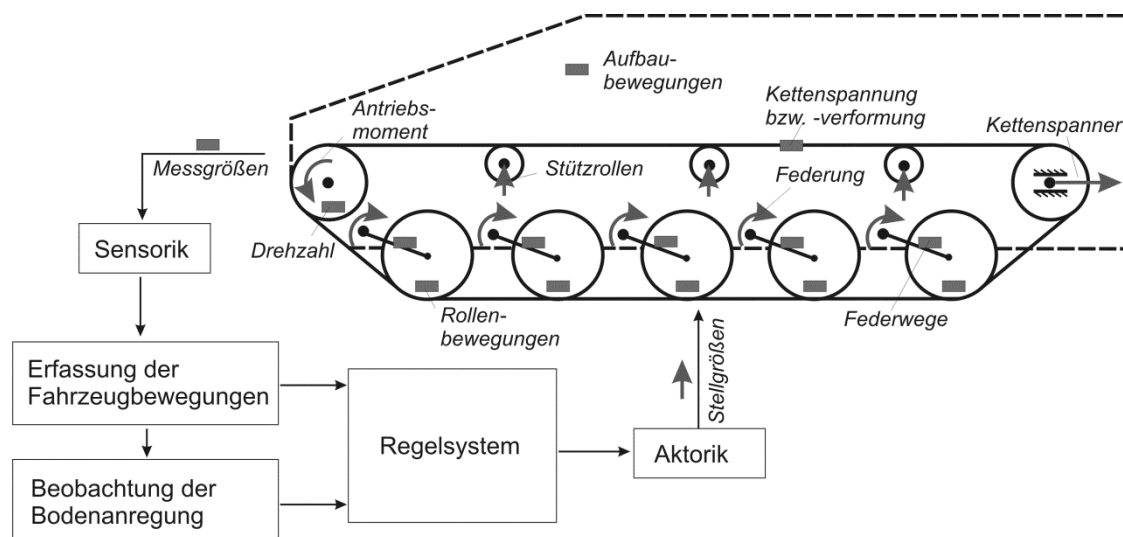 Aufbau-
bewegungen
Kettenspannung
bzw. -verformung
Kettenspanner
Antriebs-
moment
Messgrößen
Stützrollen
Federung
Drehzahl
Sensorik
Rollen-
bewegungen
Federwege
Stellgrößen
Erfassung der
Fahrzeugbewegungen
Regelsystem
Aktorik
Beobachtung der
Bodenanregung